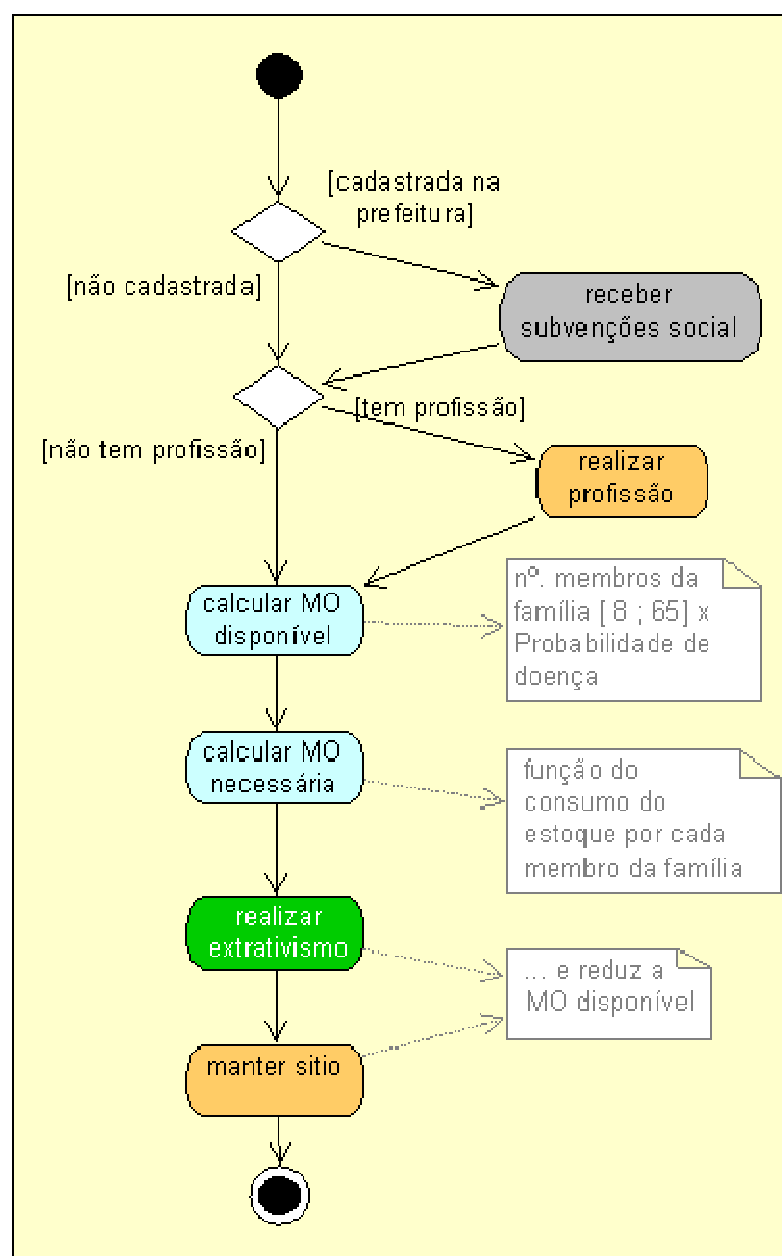 [cadastrada na
prefeitura]
[não cadastrada]
receber
subvenções social
[tem profissão]
[não tem profissão]
realizar
profissão
calcular MO
disponível
nº. membros da
família [ 8 ; 65] x
Probabilidade de
doença
calcular MO
necessária
função do
consumo do
estoque por cada
membro da família
realizar
extrativismo
... e reduz a
MO disponível
manter sitio